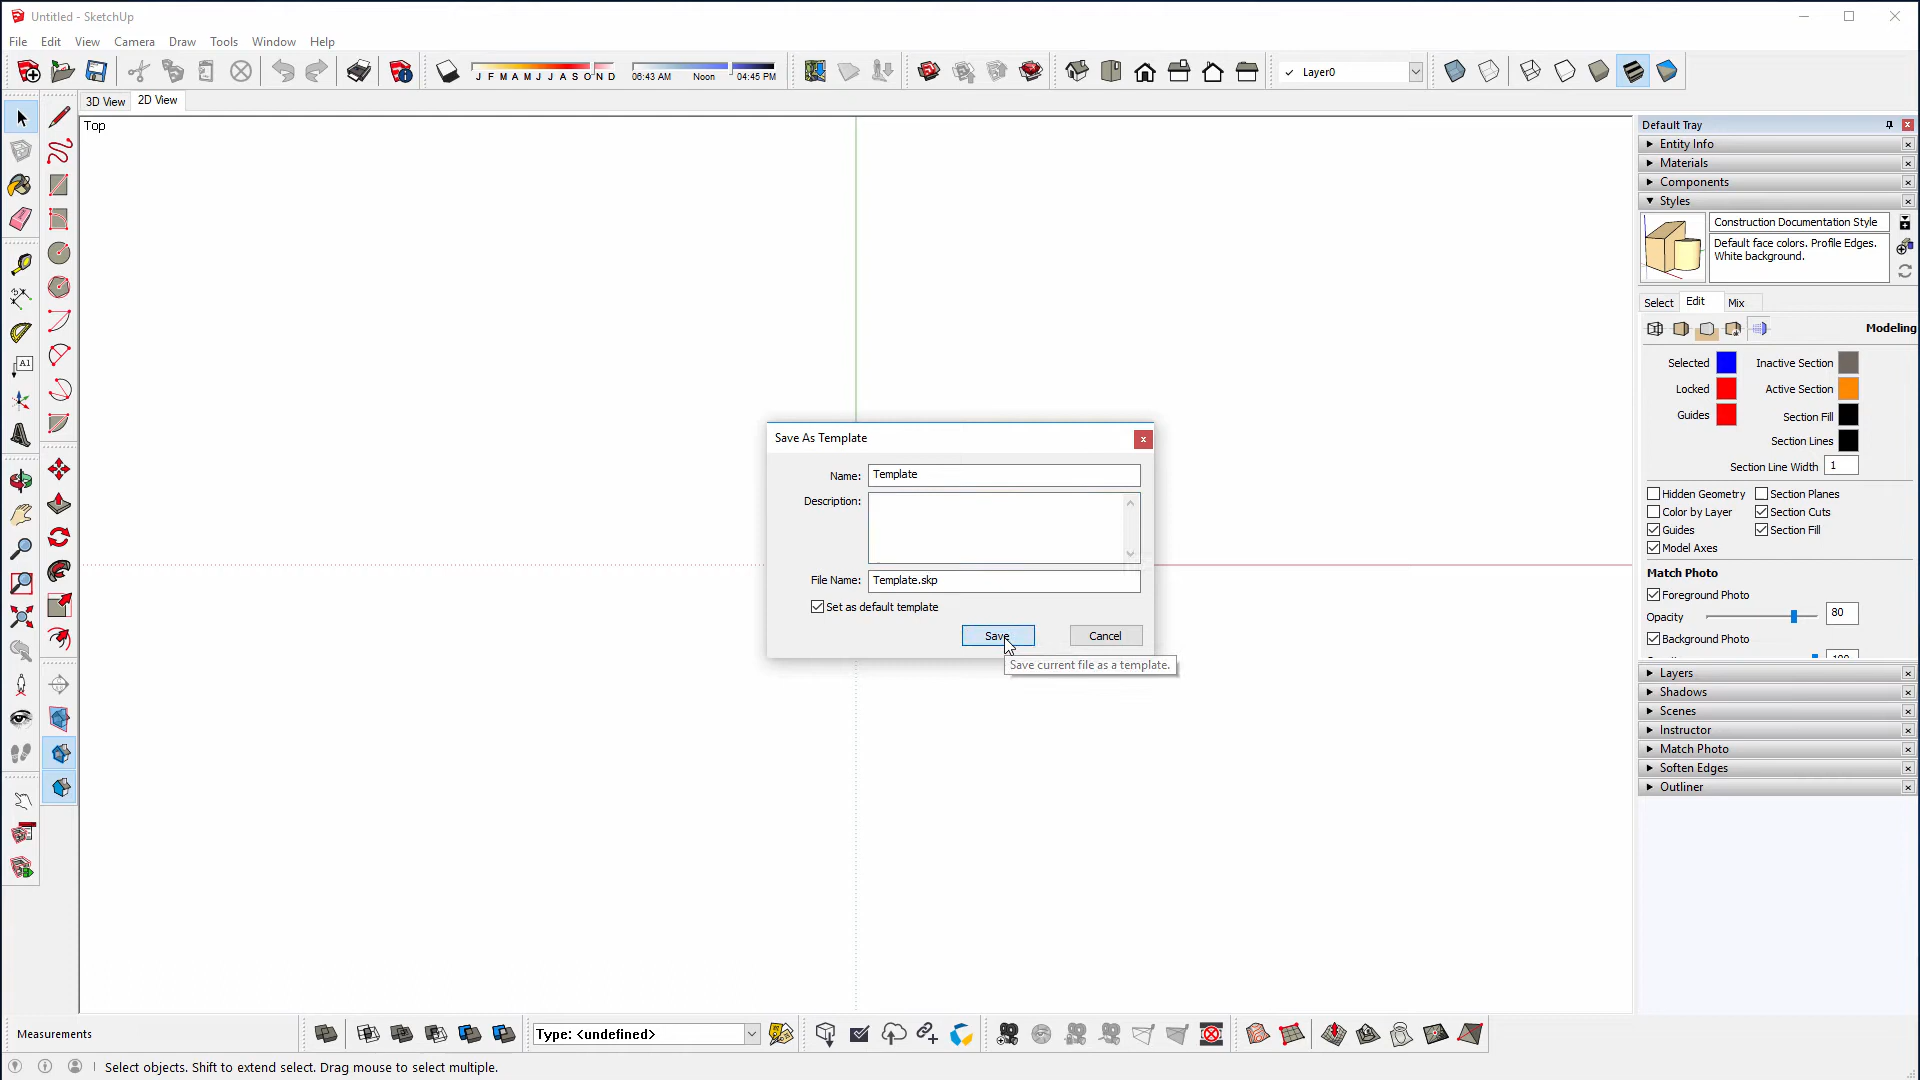 Untitled - SketchUp
File Edit View Camera Draw Tools Window Help
J F M A M J J A S O N D
06:43 AM Noon 04:45 PM
Layer0
3D View 2D View
Top
Default Tray
Entity Info
Materials
Components
Styles
Construction Documentation Style
Default face colors. Profile Edges.
White background.
Select Edit Mix
Modeling
Selected Inactive Section
Locked Active Section
Guides Section Fill
Section Lines
Section Line Width 1
Hidden Geometry Section Planes
Color by Layer Section Cuts
Guides Section Fill
Model Axes
Match Photo
Foreground Photo
Opacity 80
Background Photo
Layers
Shadows
Scenes
Instructor
Match Photo
Soften Edges
Outliner
Save As Template
Name: Template
Description:
File Name: Template.skp
Set as default template
Save Cancel
Save current file as a template.
A1
Measurements
Type: <undefined>
Select objects. Shift to extend select. Drag mouse to select multiple.